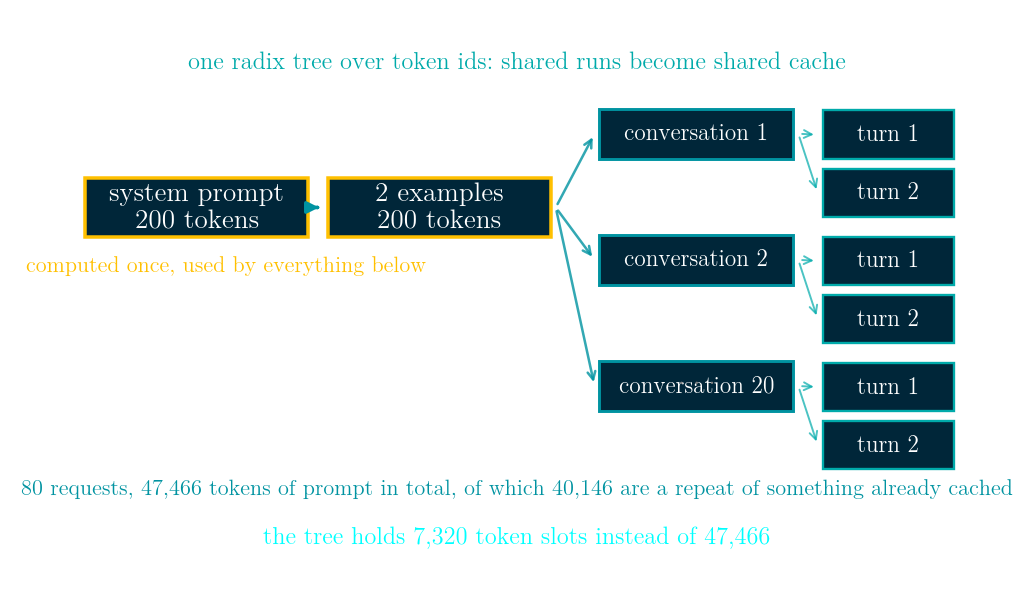 one radix tree over token ids: shared runs become shared cache
system prompt
200 tokens
2 examples
200 tokens
computed once, used by everything below
conversation 1
turn 1
turn 2
conversation 2
turn 1
turn 2
conversation 20
turn 1
turn 2
80 requests, 47,466 tokens of prompt in total, of which 40,146 are a repeat of something already cached
the tree holds 7,320 token slots instead of 47,466